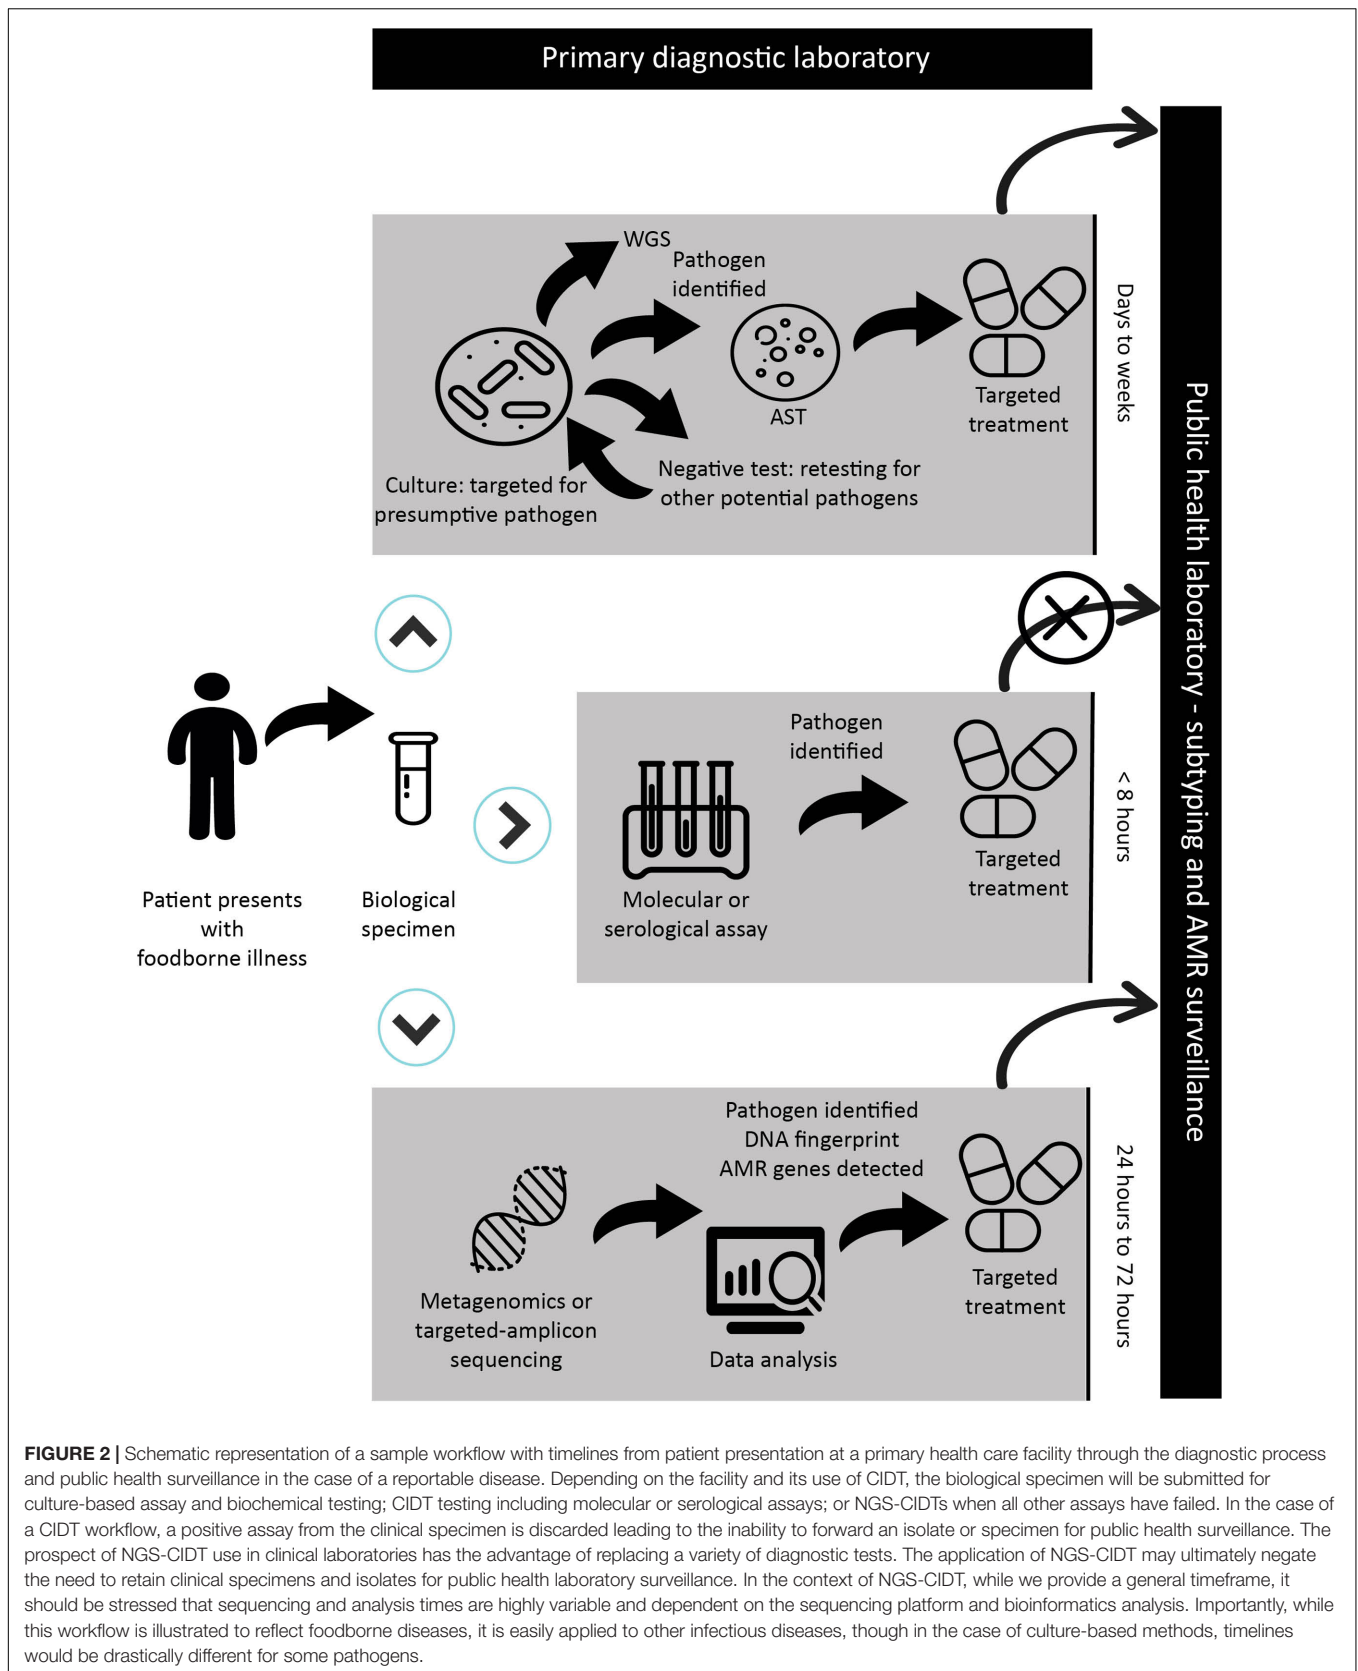 Primary diagnostic laboratory
WGS
Pathogen
identified
AST
Targeted
treatment
Culture: targeted for
presumptive pathogen
Negative test: retesting for
other potential pathogens
Days to weeks
Patient presents
with
foodborne illness
Biological
specimen
Pathogen
identified
Molecular or
serological assay
Targeted
treatment
< 8 hours
Pathogen identified
DNA fingerprint
AMR genes detected
Metagenomics or
targeted-amplicon
sequencing
Data analysis
Targeted
treatment
24 hours to 72 hours
Public health laboratory - subtyping and AMR surveillance
FIGURE 2 | Schematic representation of a sample workflow with timelines from patient presentation at a primary health care facility through the diagnostic process
and public health surveillance in the case of a reportable disease. Depending on the facility and its use of CIDT, the biological specimen will be submitted for
culture-based assay and biochemical testing; CIDT testing including molecular or serological assays; or NGS-CIDTs when all other assays have failed. In the case of
a CIDT workflow, a positive assay from the clinical specimen is discarded leading to the inability to forward an isolate or specimen for public health surveillance. The
prospect of NGS-CIDT use in clinical laboratories has the advantage of replacing a variety of diagnostic tests. The application of NGS-CIDT may ultimately negate
the need to retain clinical specimens and isolates for public health laboratory surveillance. In the context of NGS-CIDT, while we provide a general timeframe, it
should be stressed that sequencing and analysis times are highly variable and dependent on the sequencing platform and bioinformatics analysis. Importantly, while
this workflow is illustrated to reflect foodborne diseases, it is easily applied to other infectious diseases, though in the case of culture-based methods, timelines
would be drastically different for some pathogens.